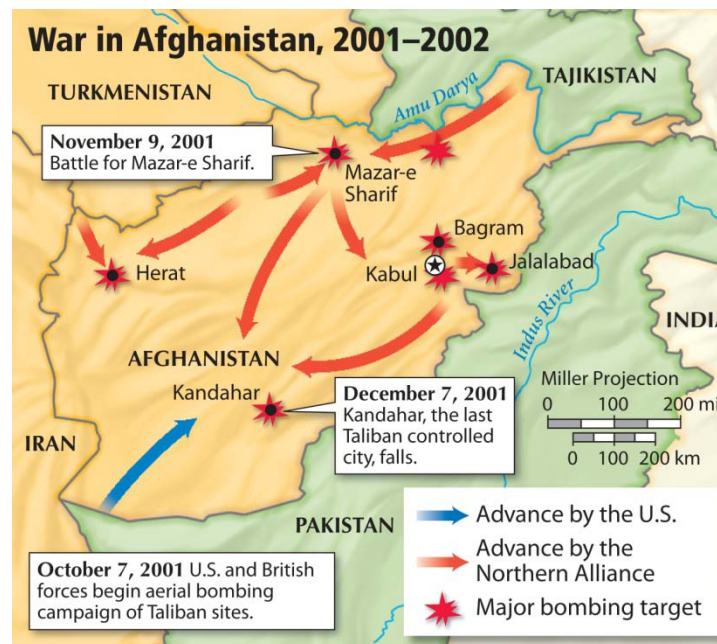 War in Afghanistan, 2001–2002
TURKMENISTAN
TAJIKISTAN
Amu Darya
November 9, 2001
Battle for Mazar-e Sharif.
Mazar-e
Sharif
Bagram
Herat
Kabul
Jalalabad
Indus River
INDIA
AFGHANISTAN
Kandahar
December 7, 2001
Kandahar, the last
Taliban controlled
city, falls.
Miller Projection
0 100 200 mi
0 100 200 km
IRAN
PAKISTAN
October 7, 2001 U.S. and British
forces begin aerial bombing
campaign of Taliban sites.
Advance by the U.S.
Advance by the
Northern Alliance
Major bombing target